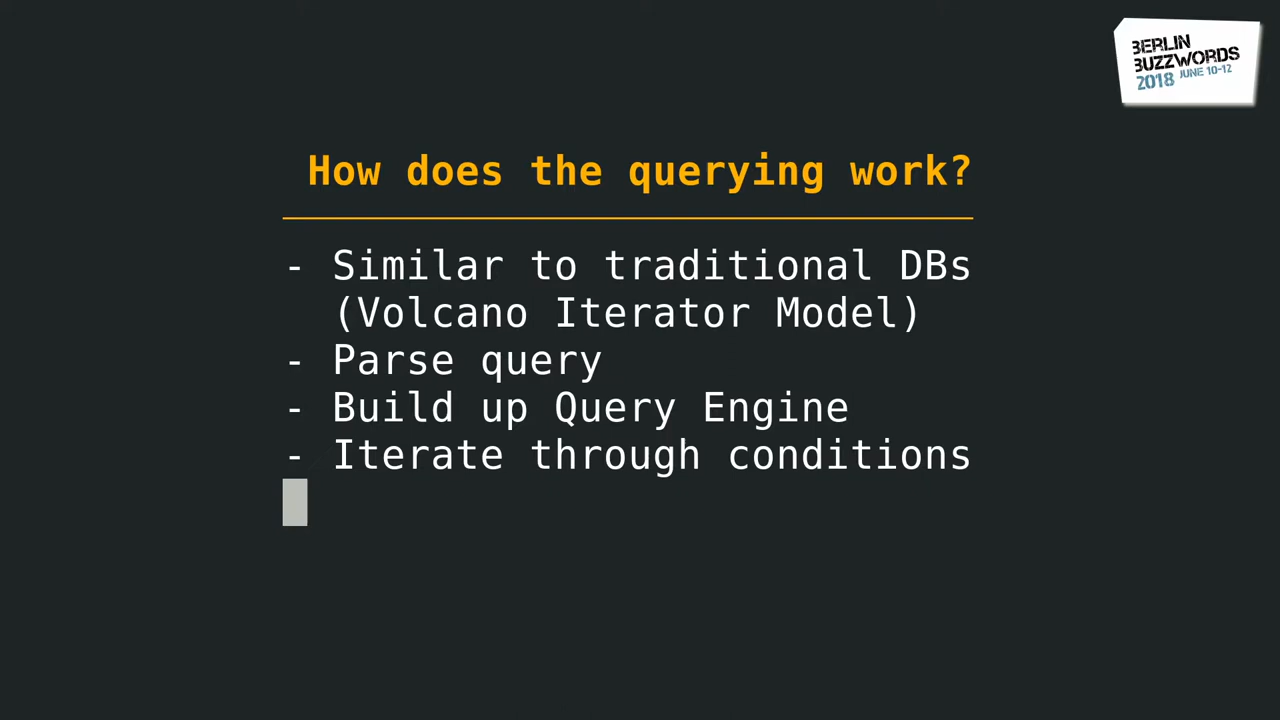 BERLIN
BUZZWORDS
2018 JUNE 10-12
How does the querying work?
- Similar to traditional DBs
(Volcano Iterator Model)
- Parse query
- Build up Query Engine
- Iterate through conditions